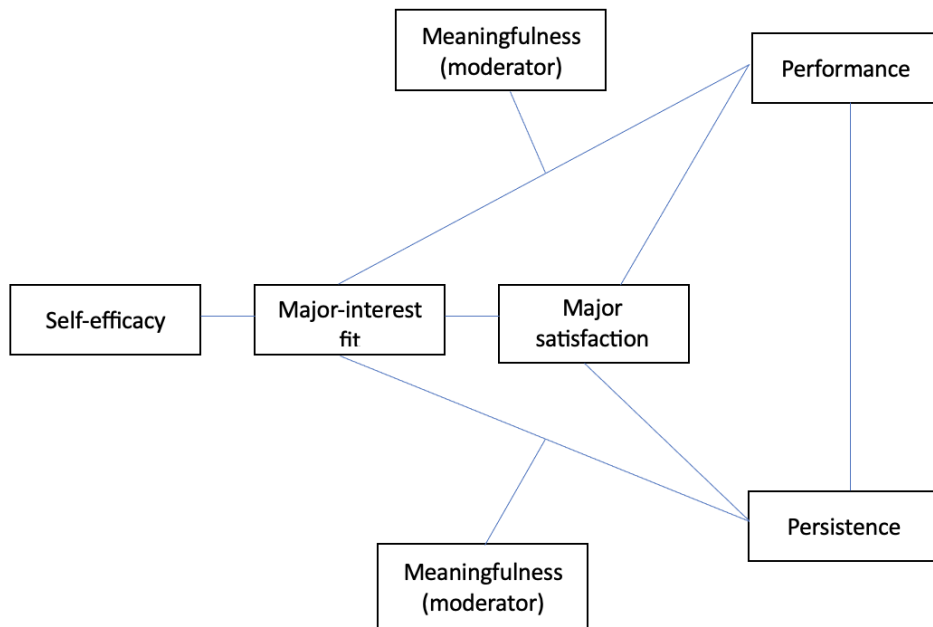 Meaningfulness
(moderator)
Performance
Self-efficacy
Major-interest
fit
Major
satisfaction
Persistence
Meaningfulness
(moderator)